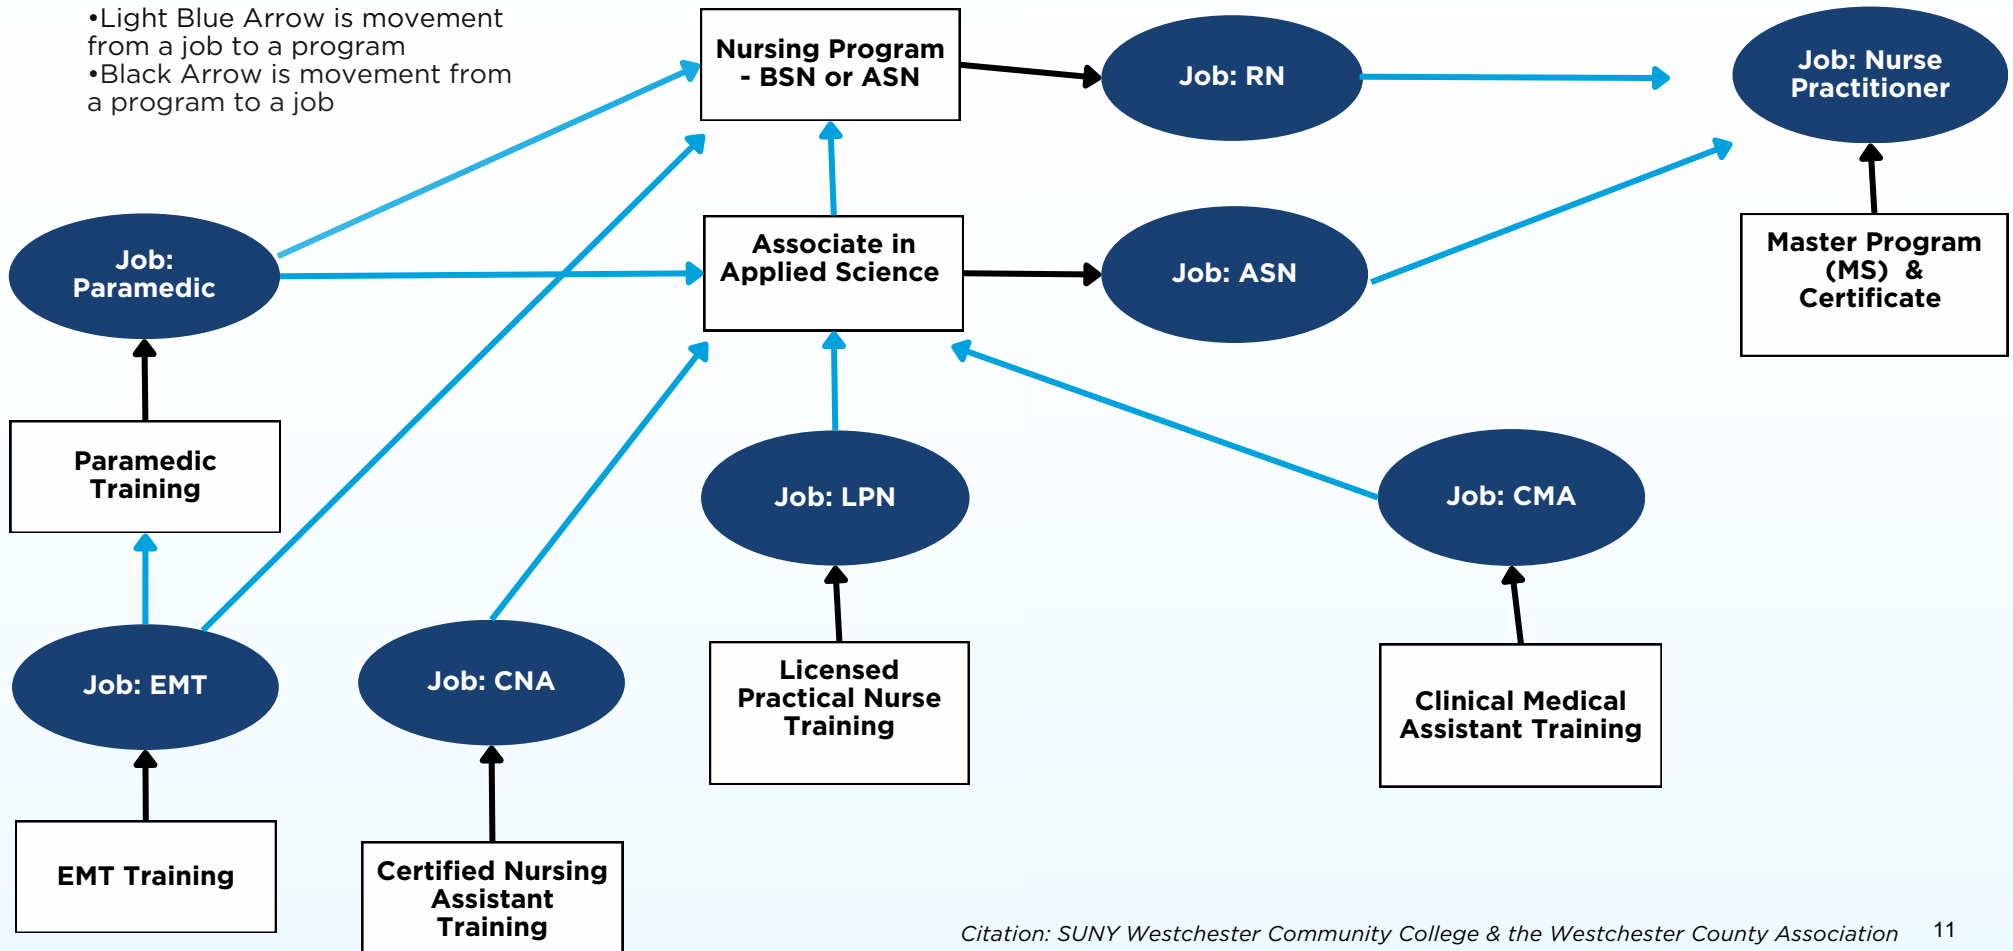 •Light Blue Arrow is movement
from a job to a program
•Black Arrow is movement from
a program to a job
Nursing Program
- BSN or ASN
Job: RN
Job: Nurse
Practitioner
Job:
Paramedic
Associate in
Applied Science
Job: ASN
Master Program
(MS) &
Certificate
Paramedic
Training
Job: LPN
Job: CMA
Job: EMT
Job: CNA
Licensed
Practical Nurse
Training
Clinical Medical
Assistant Training
EMT Training
Certified Nursing
Assistant
Training
Citation: SUNY Westchester Community College & the Westchester County Association 11